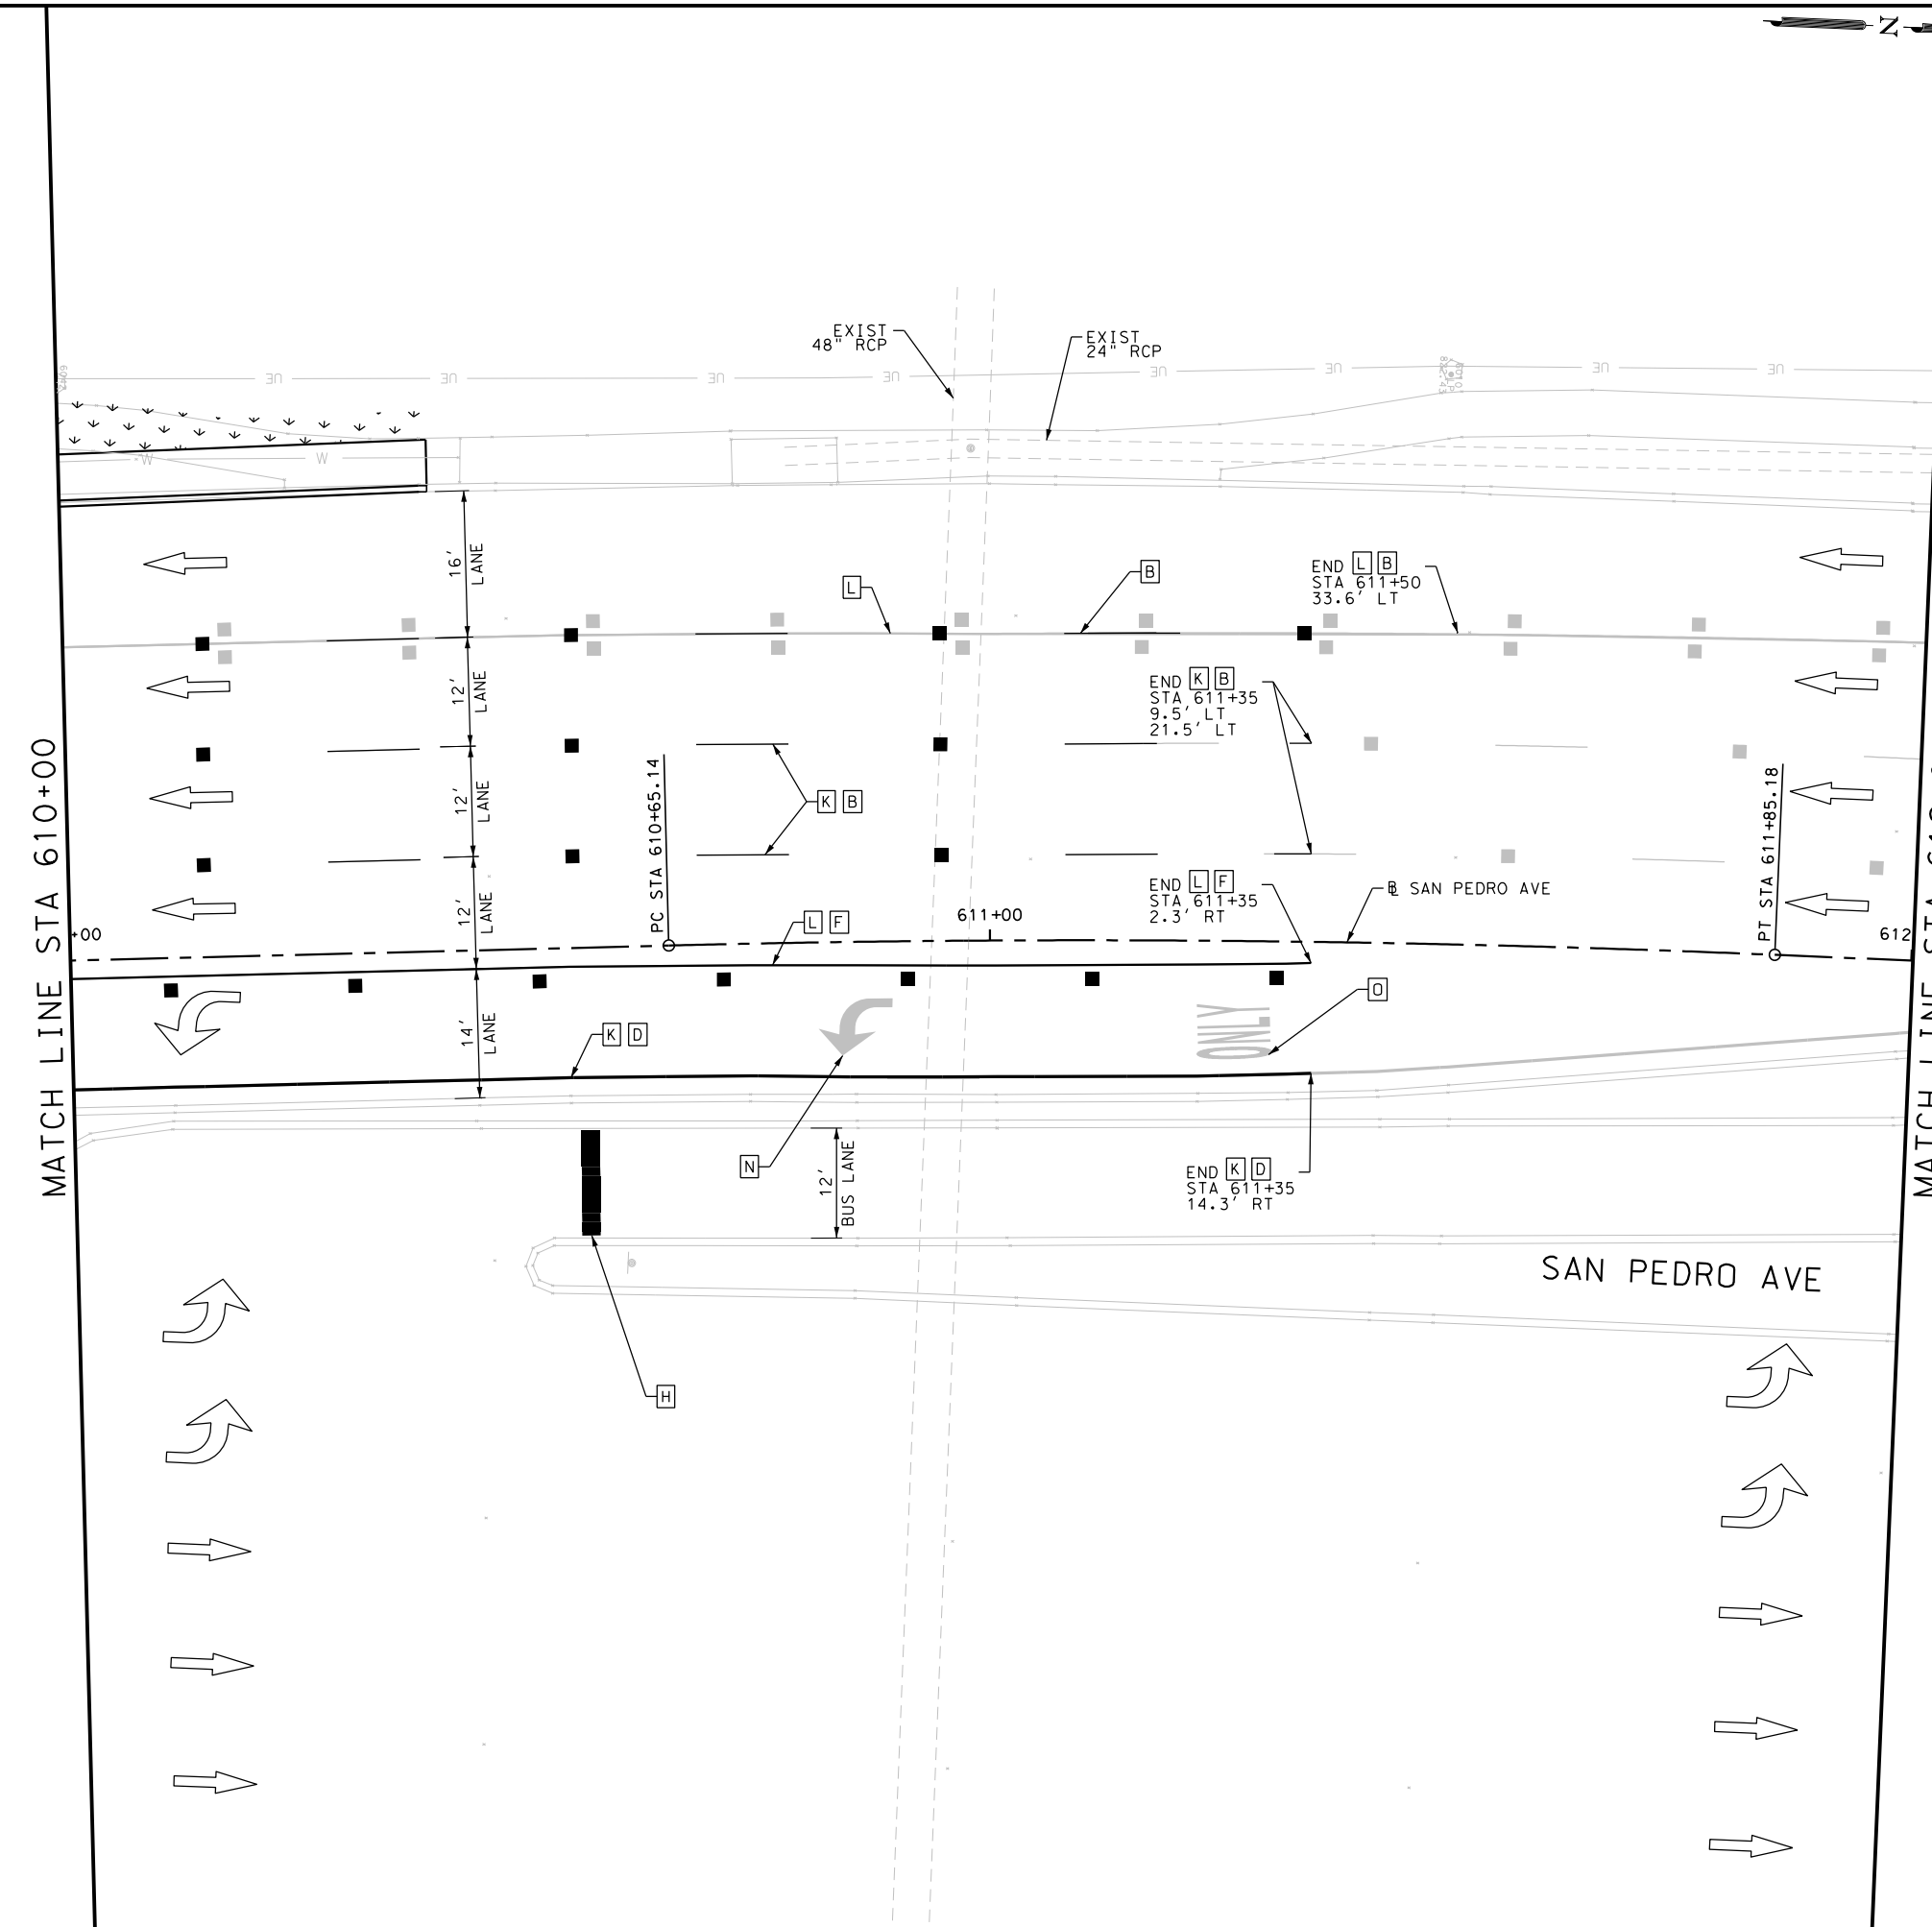 N
EXIST
48" RCP
EXIST
24" RCP
UE UE UE UE UE UE UE UE
W W
16'
LANE
L
B
END L B
STA 611+50
33.6' LT
12'
LANE
END K B
STA 611+35
9.5' LT
21.5' LT
12'
LANE
K B
PC STA 610+65.14
PT STA 611+85.18
MATCH LINE STA 610+00
12'
LANE
L F
611+00
END L F
STA 611+35
2.3' RT
BL SAN PEDRO AVE
+00
612
14'
LANE
K D
ONLY
O
N
12'
BUS LANE
END K D
STA 611+35
14.3' RT
MATCH LINE STA
SAN PEDRO AVE
H